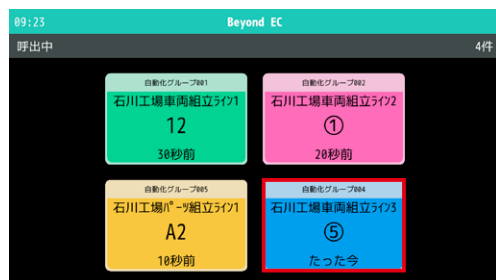 09:23 Beyond EC
呼出中 4件
自動化グループ001
石川工場車両組立ﾗｲﾝ1
12
30秒前
自動化グループ002
石川工場車両組立ﾗｲﾝ2
①
20秒前
自動化グループ005
石川工場ﾊﾟｰﾂ組立ﾗｲﾝ1
A2
10秒前
自動化グループ004
石川工場車両組立ﾗｲﾝ3
⑤
たった今